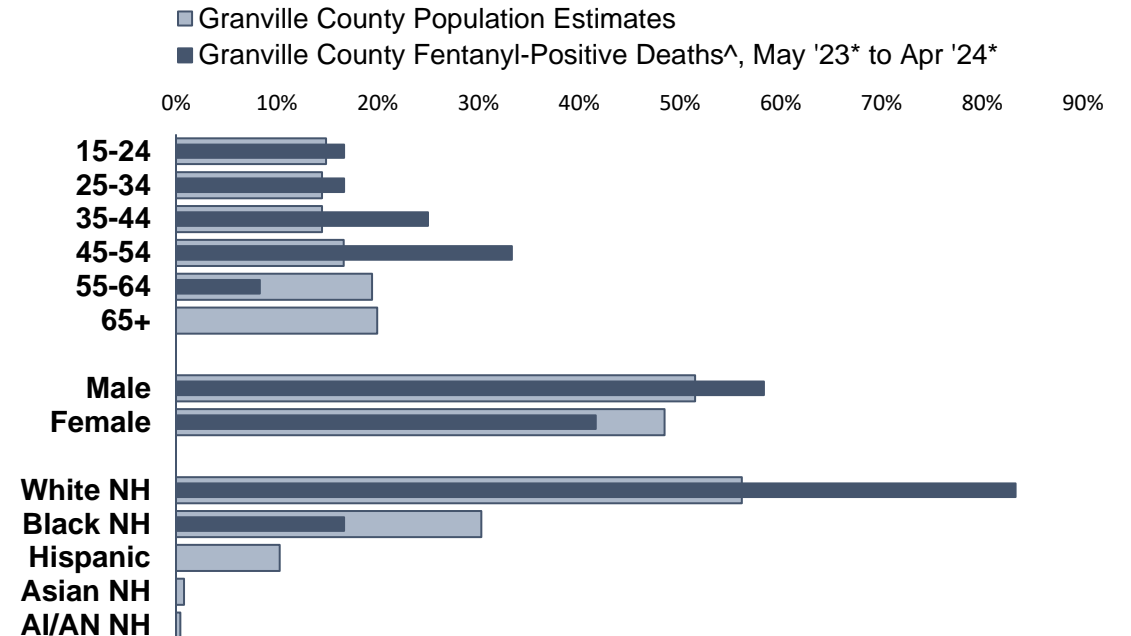 Granville County Population Estimates
Granville County Fentanyl-Positive Deaths^, May '23* to Apr '24*
0% 10% 20% 30% 40% 50% 60% 70% 80% 90%
15-24
25-34
35-44
45-54
55-64
65+
Male
Female
White NH
Black NH
Hispanic
Asian NH
AI/AN NH